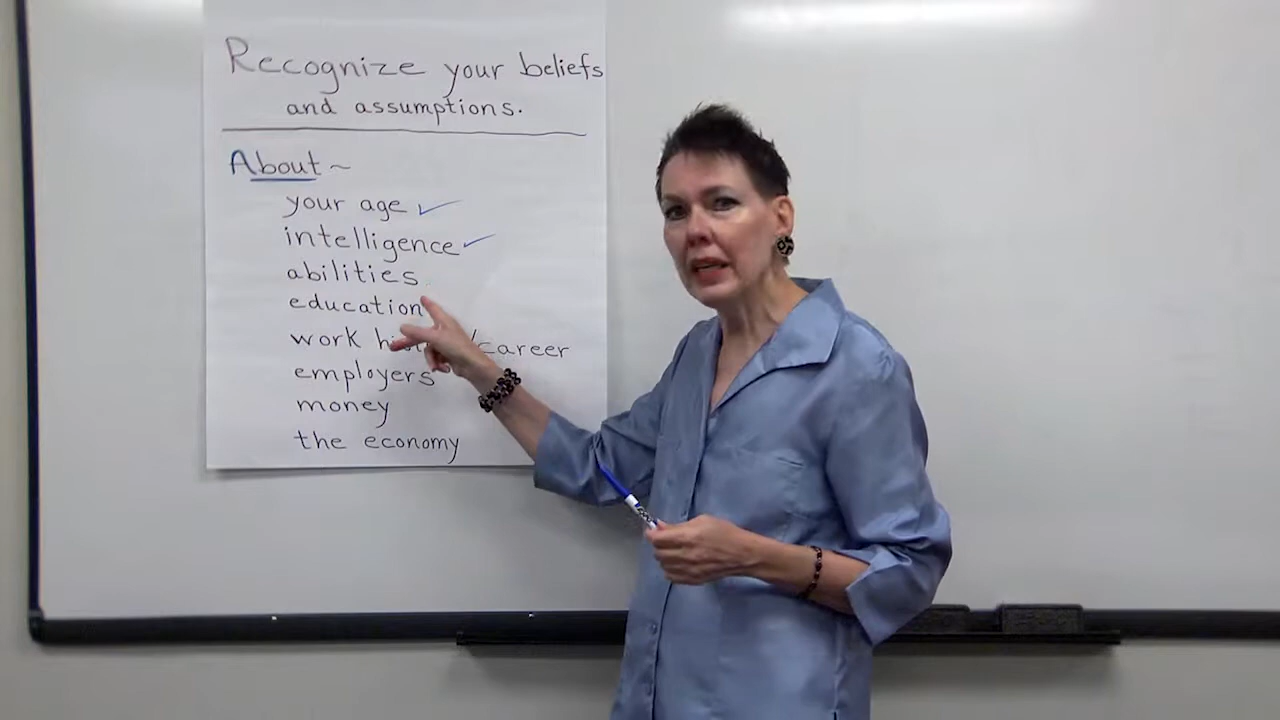 Recognize your beliefs
and assumptions.
About ~
your age ✓
intelligence ✓
abilities
education
work /career
employers
money
the economy